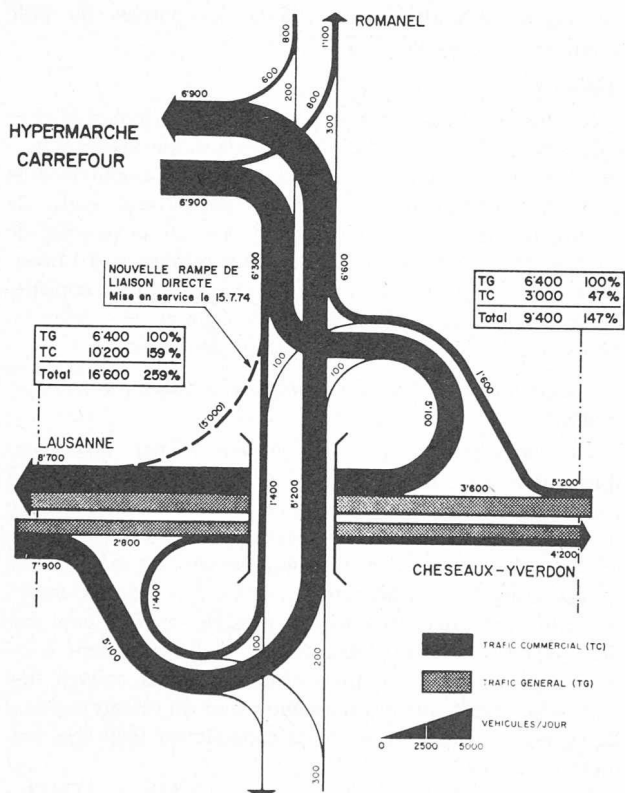 ROMANEL
800
1'100
600
200
300
800
6'900
HYPERMARCHE
CARREFOUR
6'900
6'300
6'600
NOUVELLE RAMPE DE
LIAISON DIRECTE
Mise en service le 15.7.74
TG 6'400 100%
TC 3'000 47%
Total 9'400 147%
TG 6'400 100%
TC 10'200 159%
Total 16'600 259%
100
100
1'600
5'100
(5'000)
LAUSANNE
8'700
1'400
5'200
3'600
5'200
2'800
7'900
4'200
CHESEAUX-YVERDON
1'400
5'100
100
200
300
TRAFIC COMMERCIAL (TC)
TRAFIC GENERAL (TG)
VEHICULES/JOUR
0 2500 5000